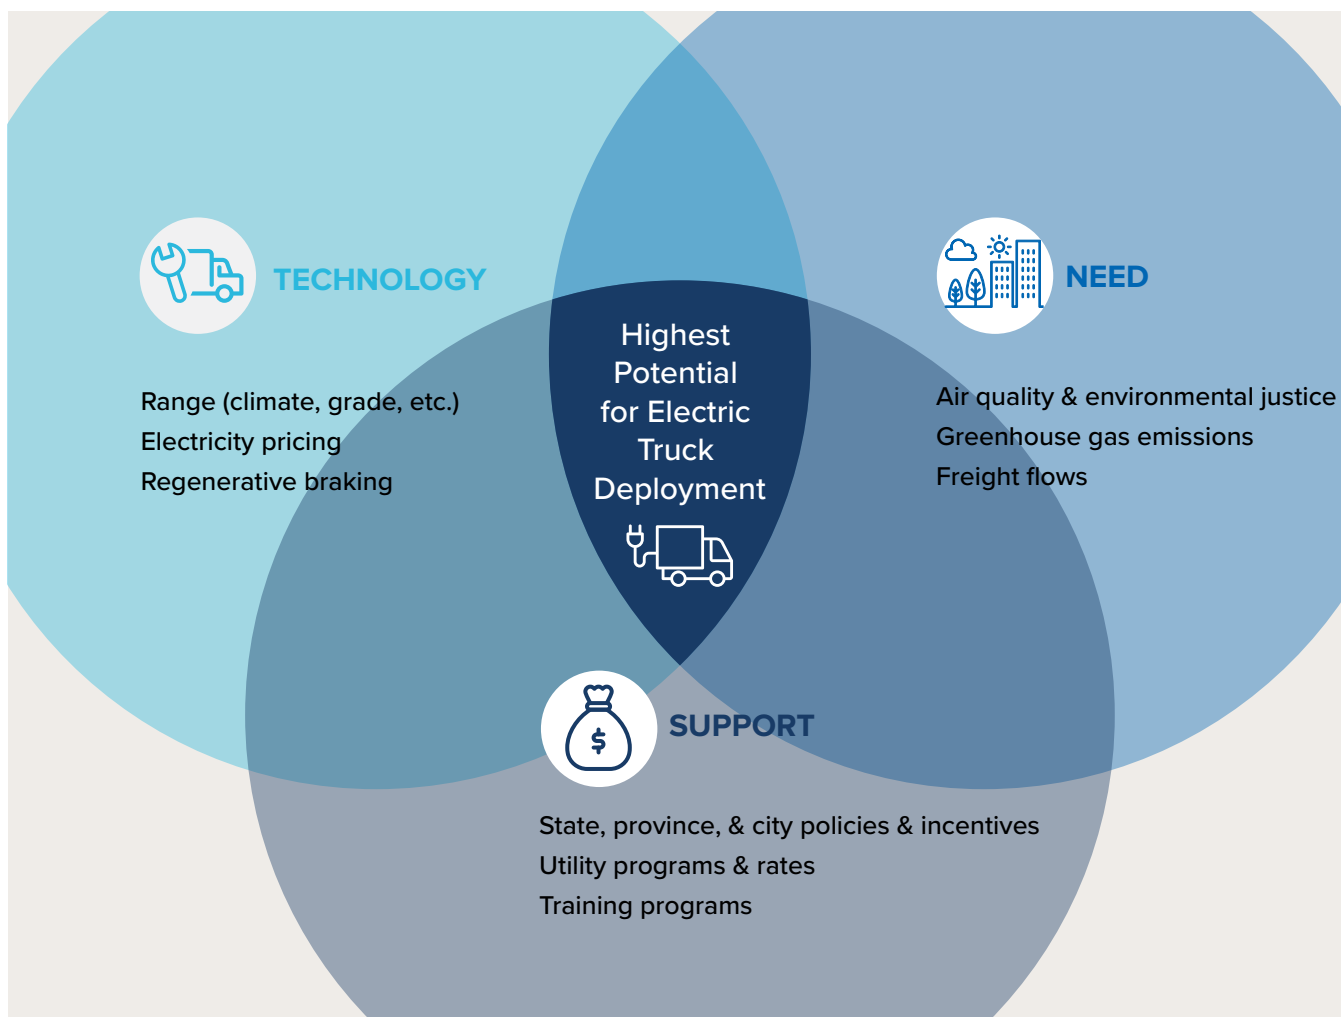 TECHNOLOGY
Range (climate, grade, etc.)
Electricity pricing
Regenerative braking
Highest
Potential
for Electric
Truck
Deployment
NEED
Air quality & environmental justice
Greenhouse gas emissions
Freight flows
$
SUPPORT
State, province, & city policies & incentives
Utility programs & rates
Training programs